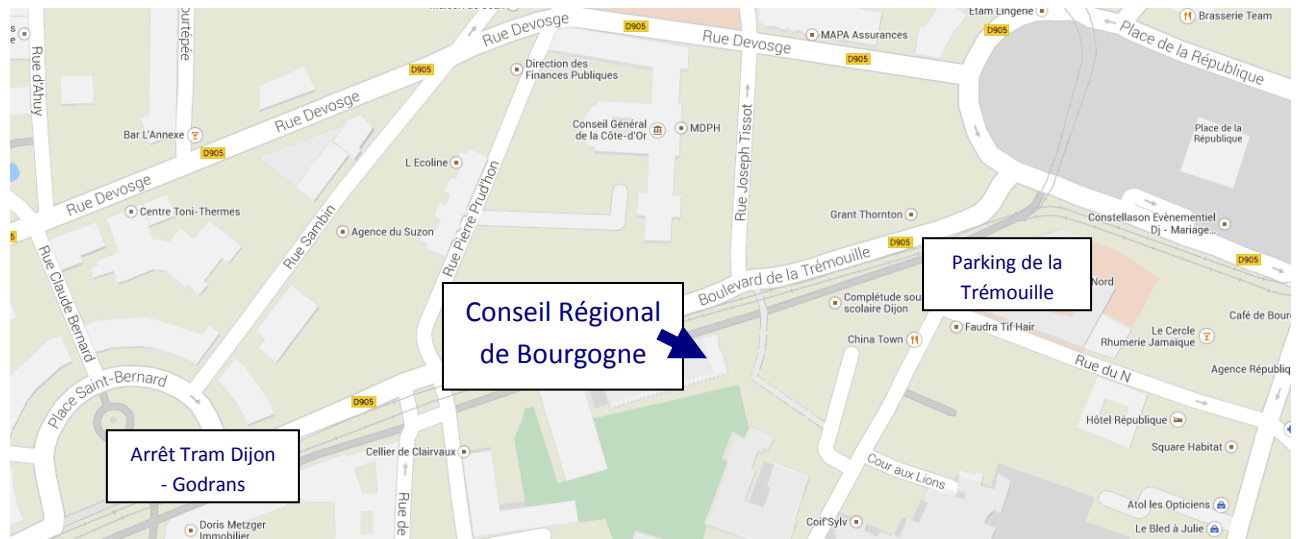 Etam Lingerie
Brasserie Team
Rue Devosge
D905
Rue Devosge
MAPA Assurances
Place de la République
Rue d'Ahuy
Direction des
Finances Publiques
D905
D905
Rue Devosge
Conseil Général
de la Côte-d'Or
MDPH
Place de la
République
Bar L'Annexe
D905
L Ecoline
Rue Joseph Tissot
Rue Pierre Prud'hon
Rue Devosge
Centre Toni-Thermes
Rue Sambin
Agence du Suzon
Grant Thornton
Constellason Evènementiel
Dj - Mariage...
D905
D905
Boulevard de la Trémouille
Parking de la
Trémouille
Nord
Rue Claude Bernard
Conseil Régional
de Bourgogne
Complétude sou
scolaire Dijon
Faudra Tif Hair
Café de Bour
Le Cercle
Rhumerie Jamaïque
China Town
Rue du N
Agence Républiq
Place Saint-Bernard
D905
Hôtel République
Arrêt Tram Dijon
- Godrans
Cellier de Clairvaux
Square Habitat
Cour aux Lions
Rue de
Atol les Opticiens
Doris Metzger
Immobilier
Coif'Sylv
Le Bled à Julie